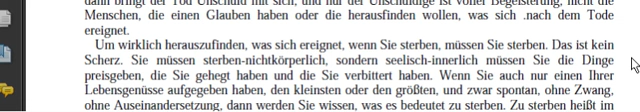 dann bringt der Tod Unschuld mit sich, und nur der Unschuldige ist voller Begeisterung, nicht die
Menschen, die einen Glauben haben oder die herausfinden wollen, was sich .nach dem Tode
ereignet.
Um wirklich herauszufinden, was sich ereignet, wenn Sie sterben, müssen Sie sterben. Das ist kein
Scherz. Sie müssen sterben-nichtkörperlich, sondern seelisch-innerlich müssen Sie die Dinge
preisgeben, die Sie gehegt haben und die Sie verbittert haben. Wenn Sie auch nur einen Ihrer
Lebensgenüsse aufgegeben haben, den kleinsten oder den größten, und zwar spontan, ohne Zwang,
ohne Auseinandersetzung, dann werden Sie wissen, was es bedeutet zu sterben. Zu sterben heißt im